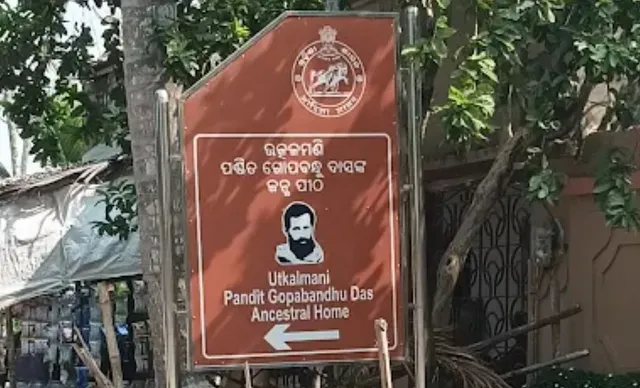 ଉତ୍କଳମଣି
ପଣ୍ଡିତ ଗୋପବନ୍ଧୁ ଦାସଙ୍କ
ଜନ୍ମ ପୀଠ
Utkalmani
Pandit Gopabandhu Das
Ancestral Home